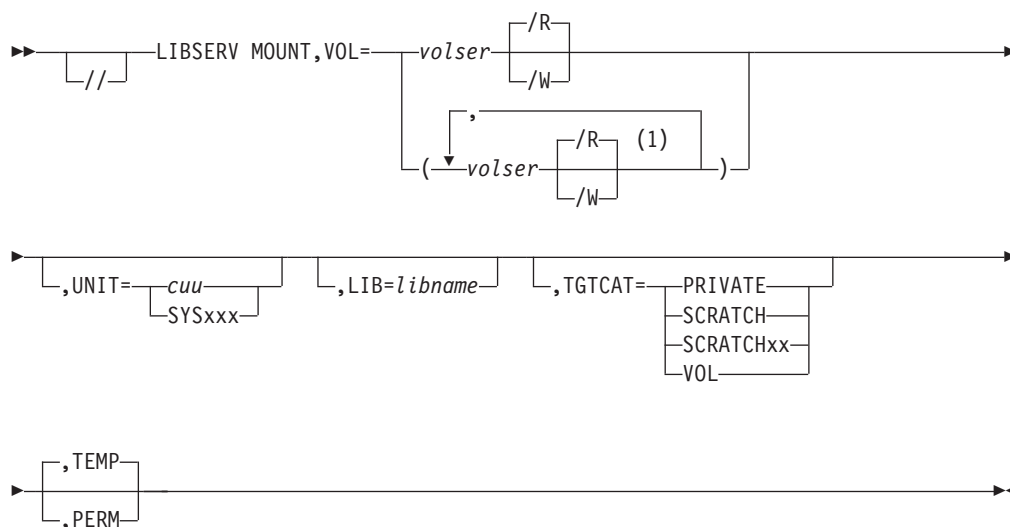 /R
// LIBSERV MOUNT,VOL= volser
/W
,
/R (1)
( volser )
/W
,UNIT= cuu ,LIB=libname ,TGTCAT= PRIVATE
SYSxxx SCRATCH
SCRATCHxx
VOL
,TEMP
,PERM